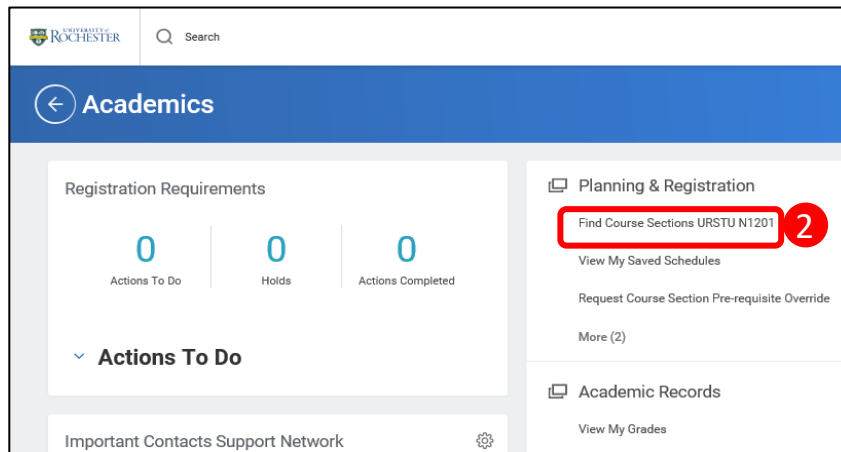 UNIVERSITY of
ROCHESTER
Search
Academics
Registration Requirements
0
0
0
Actions To Do
Holds
Actions Completed
Actions To Do
Important Contacts Support Network
Planning & Registration
Find Course Sections URSTU N1201
2
View My Saved Schedules
Request Course Section Pre-requisite Override
More (2)
Academic Records
View My Grades